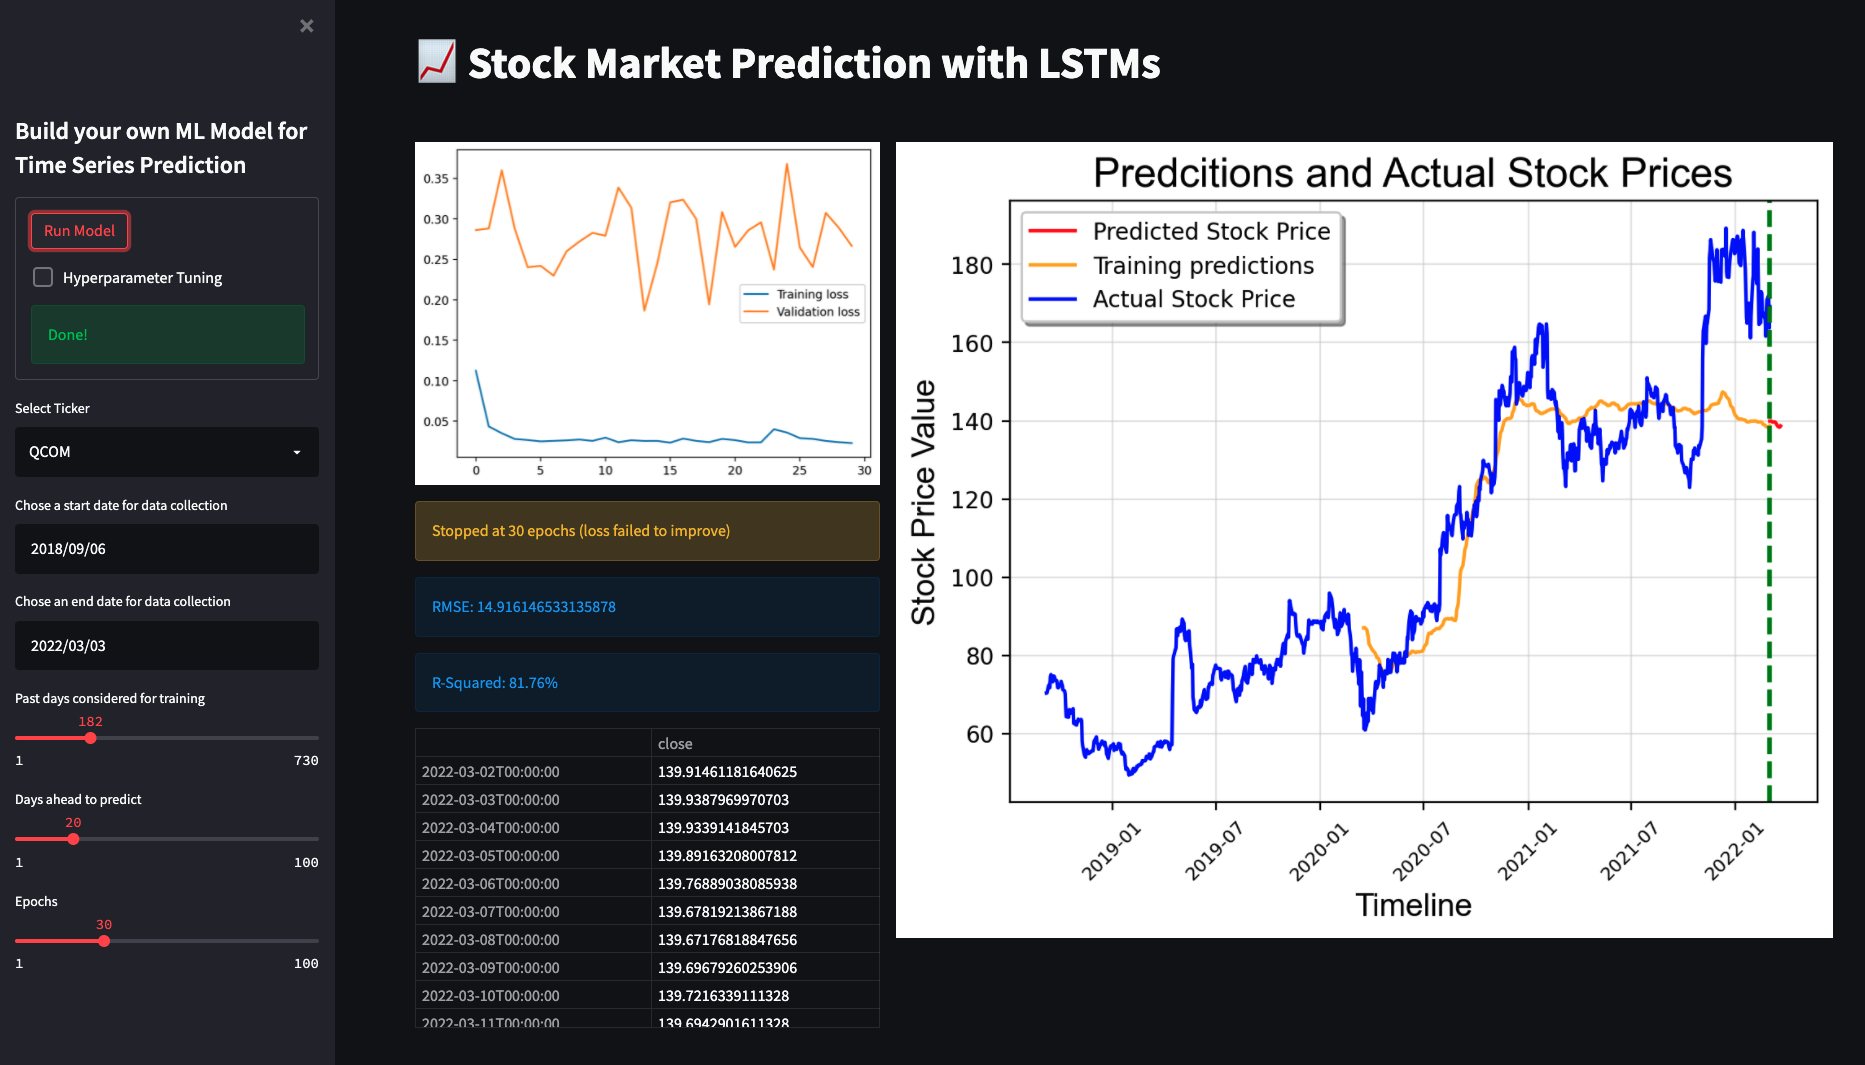 ×
Build your own ML Model for
Time Series Prediction
Run Model
Hyperparameter Tuning
Done!
Select Ticker
QCOM
Chose a start date for data collection
2018/09/06
Chose an end date for data collection
2022/03/03
Past days considered for training
182
1 730
Days ahead to predict
20
1 100
Epochs
30
1 100
📈 Stock Market Prediction with LSTMs
0.35
0.30
0.25
0.20
0.15
0.10
0.05
Training loss
Validation loss
0 5 10 15 20 25 30
Stopped at 30 epochs (loss failed to improve)
RMSE: 14.916146533135878
R-Squared: 81.76%
close
2022-03-02T00:00:00 139.91461181640625
2022-03-03T00:00:00 139.9387969970703
2022-03-04T00:00:00 139.9339141845703
2022-03-05T00:00:00 139.89163208007812
2022-03-06T00:00:00 139.76889038085938
2022-03-07T00:00:00 139.67819213867188
2022-03-08T00:00:00 139.67176818847656
2022-03-09T00:00:00 139.69679260253906
2022-03-10T00:00:00 139.7216339111328
2022-03-11T00:00:00 139.6942901611328
Predcitions and Actual Stock Prices
Predicted Stock Price
Training predictions
Actual Stock Price
Stock Price Value
180
160
140
120
100
80
60
2019-01 2019-07 2020-01 2020-07 2021-01 2021-07 2022-01
Timeline